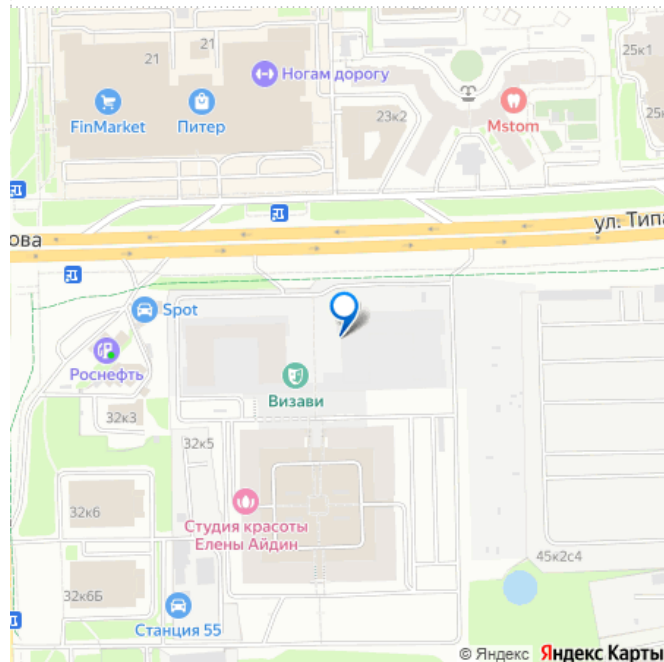 21
25к1
21
Ногам дорогу
FinMarket
Питер
23к2
Mstom
25к
ова
ул. Типа
Spot
Роснефть
Визави
32к3
32к5
Студия красоты
Елены Айдин
32к6
45к2с4
32к6Б
Станция 55
© Яндекс Яндекс Карты